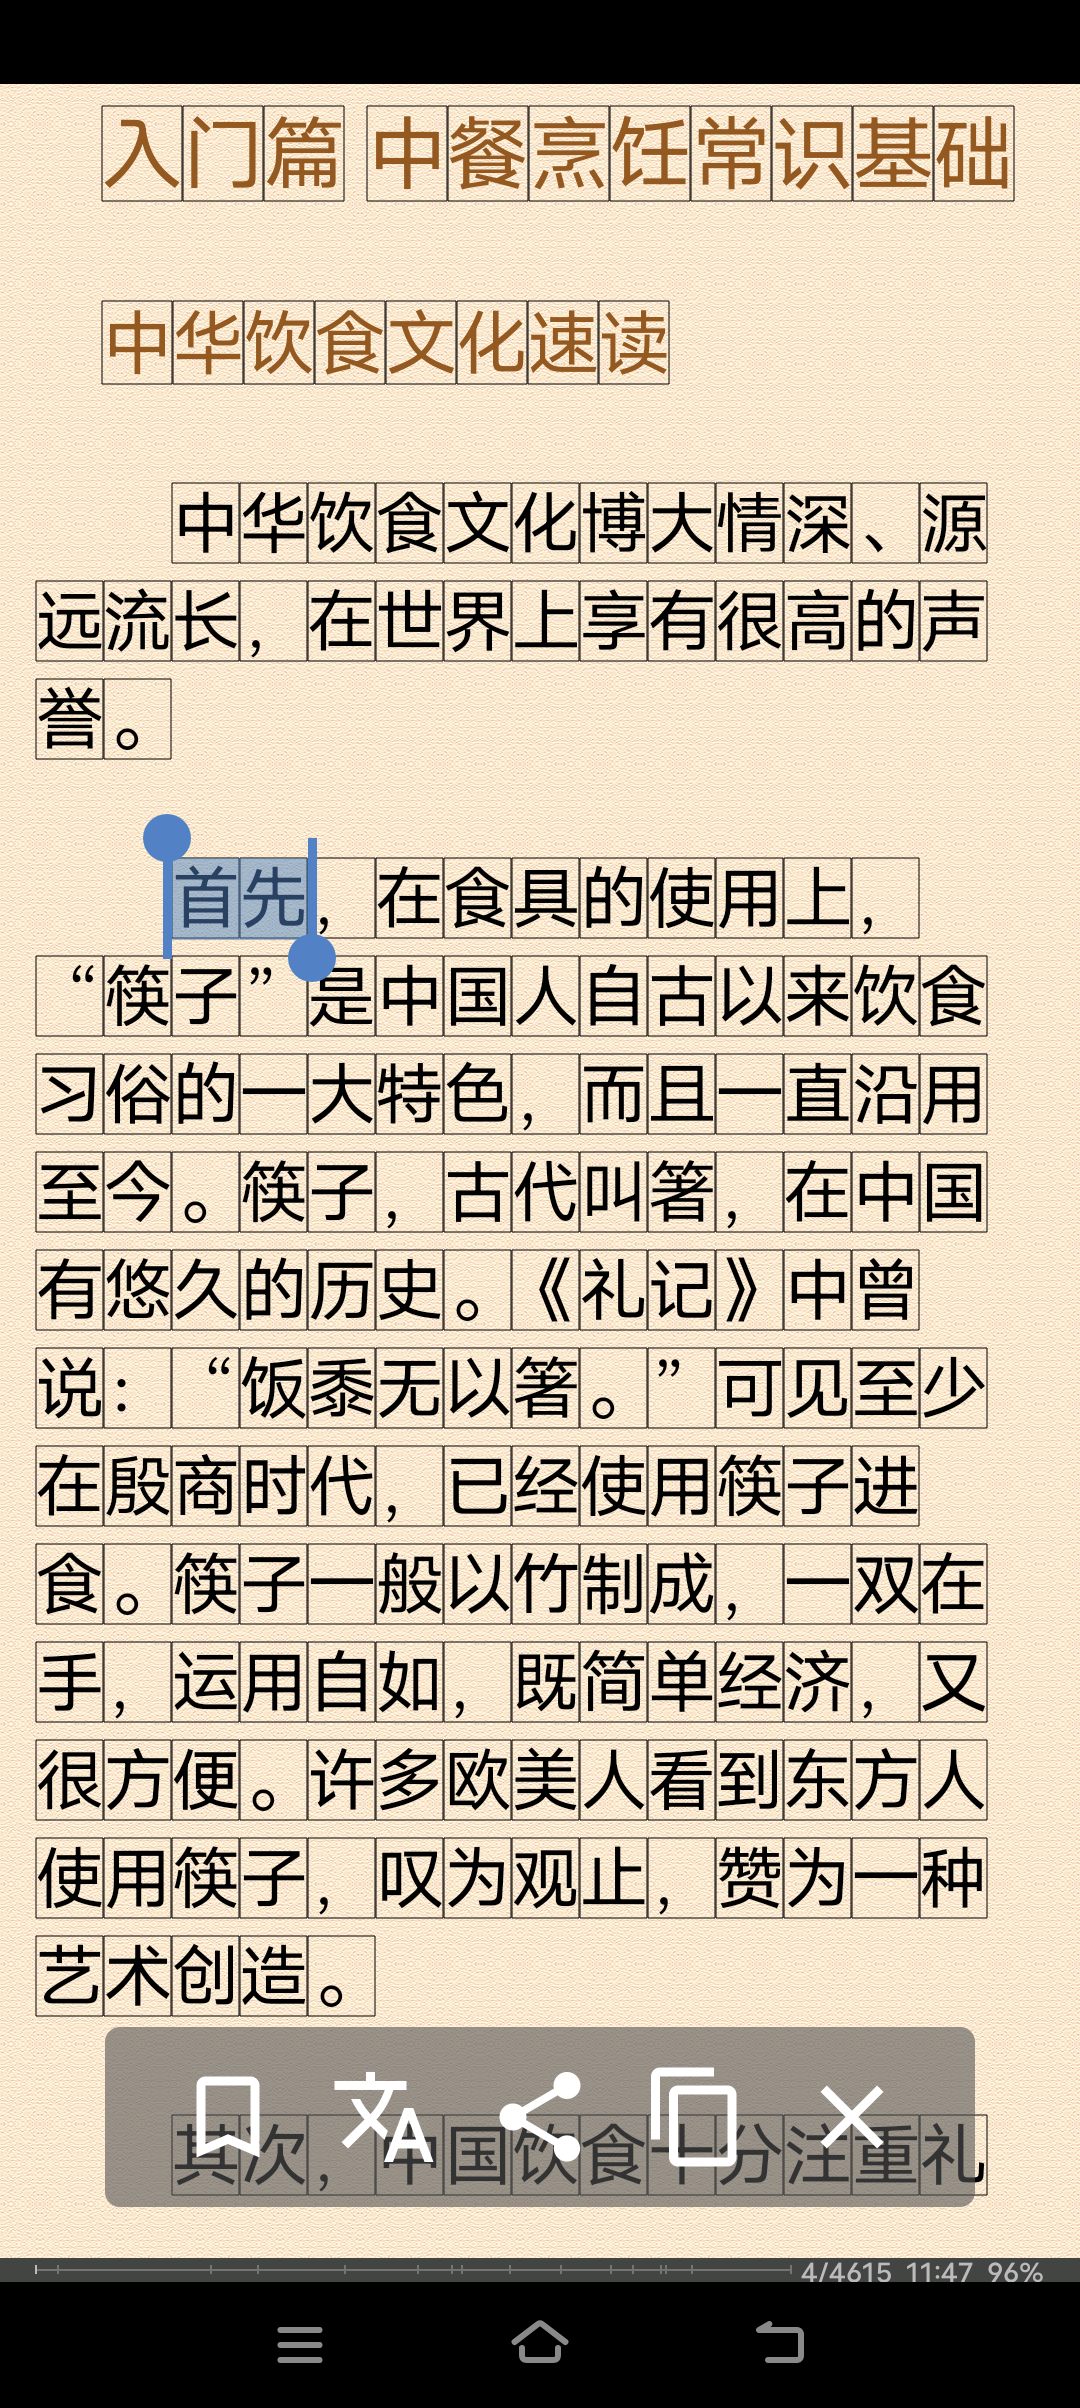 入门篇 中餐烹饪常识基础
中华饮食文化速读
中华饮食文化博大情深、源
远流长，在世界上享有很高的声
誉。
首先，在食具的使用上，
“筷子”是中国人自古以来饮食
习俗的一大特色，而且一直沿用
至今。筷子，古代叫箸，在中国
有悠久的历史。《礼记》中曾
说：“饭黍无以箸。”可见至少
在殷商时代，已经使用筷子进
食。筷子一般以竹制成，一双在
手，运用自如，既简单经济，又
很方便。许多欧美人看到东方人
使用筷子，叹为观止，赞为一种
艺术创造。
其次，中国饮食十分注重礼
4/4615 11:47 96%